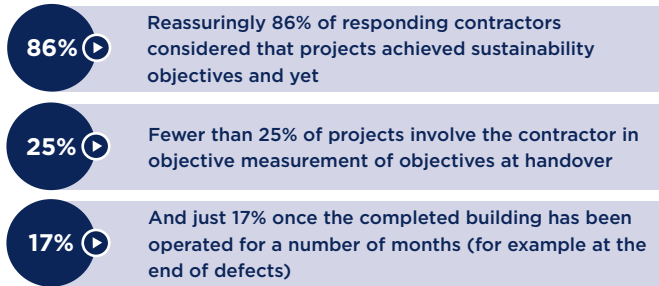 86%
Reassuringly 86% of responding contractors
considered that projects achieved sustainability
objectives and yet
25%
Fewer than 25% of projects involve the contractor in
objective measurement of objectives at handover
17%
And just 17% once the completed building has been
operated for a number of months (for example at the
end of defects)